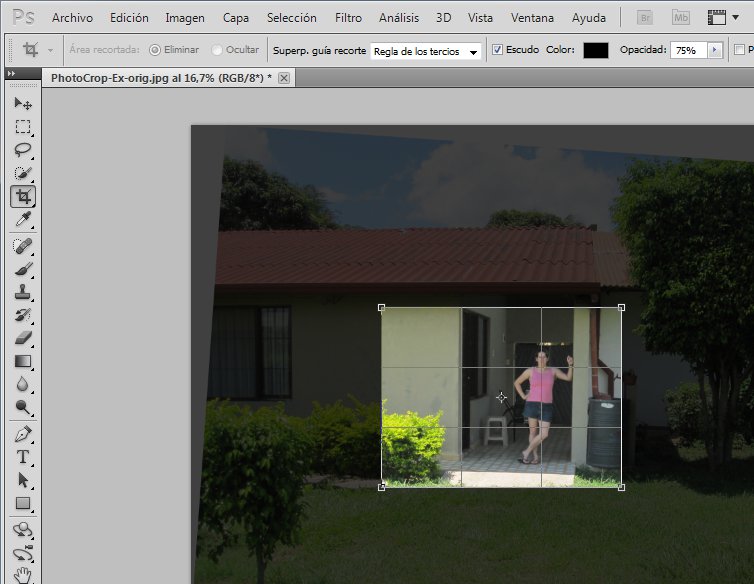 Ps Archivo Edición Imagen Capa Selección Filtro Análisis 3D Vista Ventana Ayuda Br Mb
Área recortada: Eliminar Ocultar Superp. guía recorte Regla de los tercios Escudo Color: Opacidad: 75% P
PhotoCrop-Ex-orig.jpg al 16,7% (RGB/8*) *
T